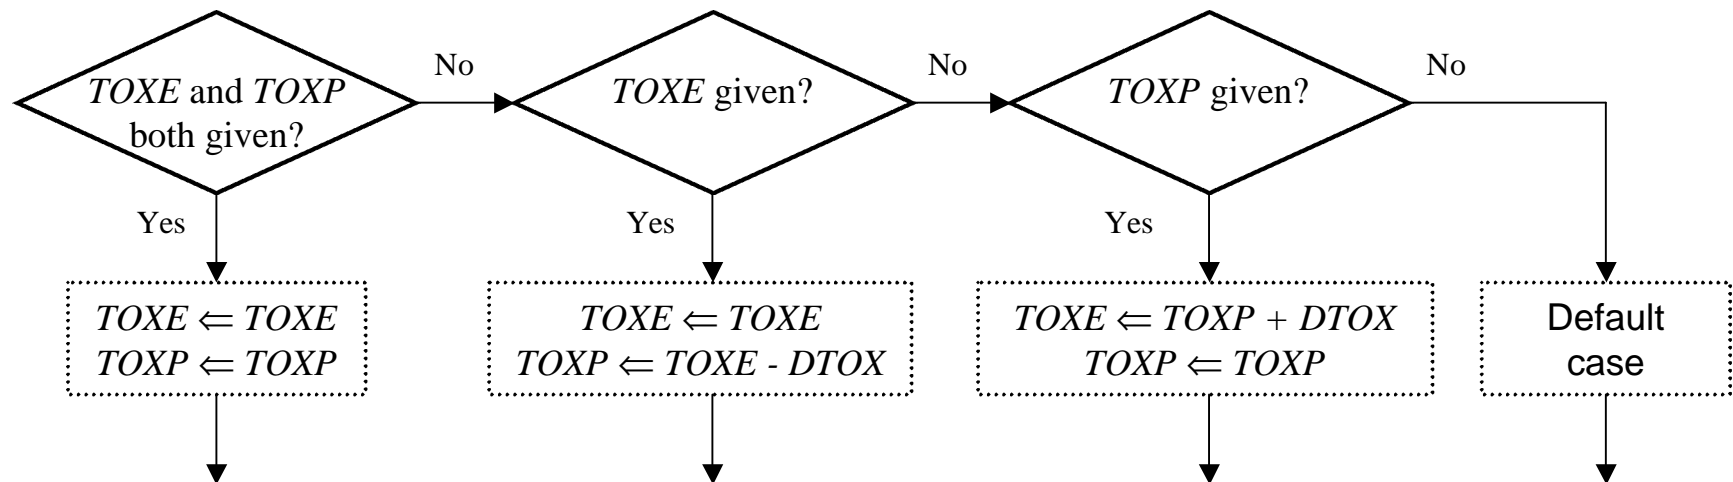 TOXE and TOXP
both given?
No
TOXE given?
No
TOXP given?
No
Yes
Yes
Yes
TOXE ⇐ TOXE
TOXP ⇐ TOXP
TOXE ⇐ TOXE
TOXP ⇐ TOXE - DTOX
TOXE ⇐ TOXP + DTOX
TOXP ⇐ TOXP
Default
case